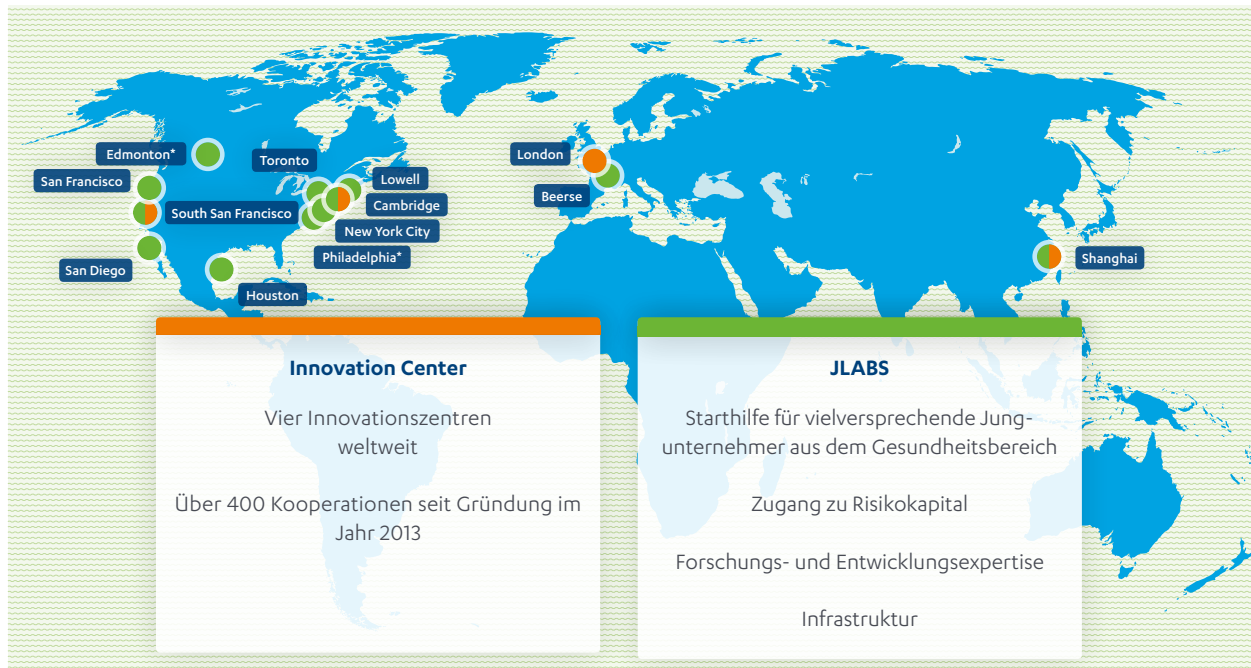 Edmonton*
Toronto
London
San Francisco
Lowell
Beerse
Cambridge
South San Francisco
New York City
Philadelphia*
Shanghai
San Diego
Houston
Innovation Center
Vier Innovationszentren
weltweit
Über 400 Kooperationen seit Gründung im
Jahr 2013
JLABS
Starthilfe für vielversprechende Jung-
unternehmer aus dem Gesundheitsbereich
Zugang zu Risikokapital
Forschungs- und Entwicklungsexpertise
Infrastruktur